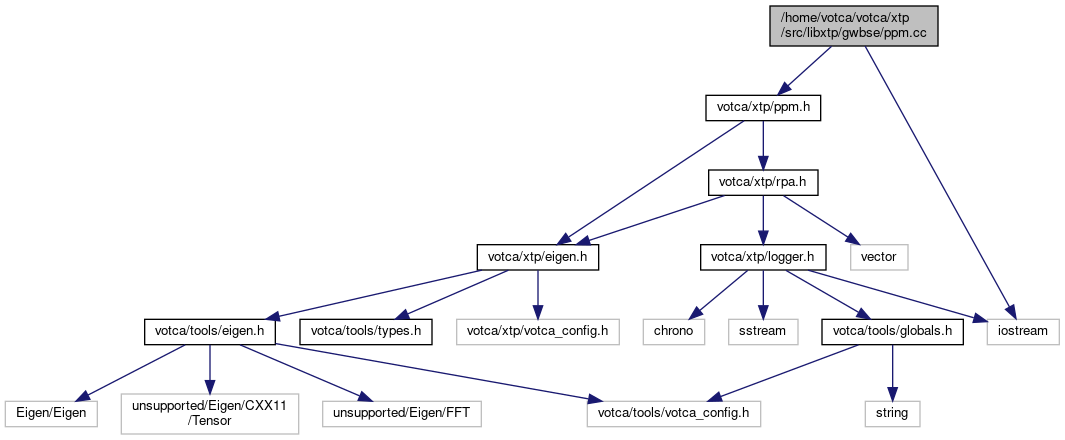 /home/votca/votca/xtp
/src/libxtp/gwbse/ppm.cc
votca/xtp/ppm.h
votca/xtp/rpa.h
votca/xtp/eigen.h
votca/xtp/logger.h
vector
votca/tools/eigen.h
votca/tools/types.h
votca/xtp/votca_config.h
chrono
sstream
votca/tools/globals.h
iostream
Eigen/Eigen
unsupported/Eigen/CXX11
/Tensor
unsupported/Eigen/FFT
votca/tools/votca_config.h
string